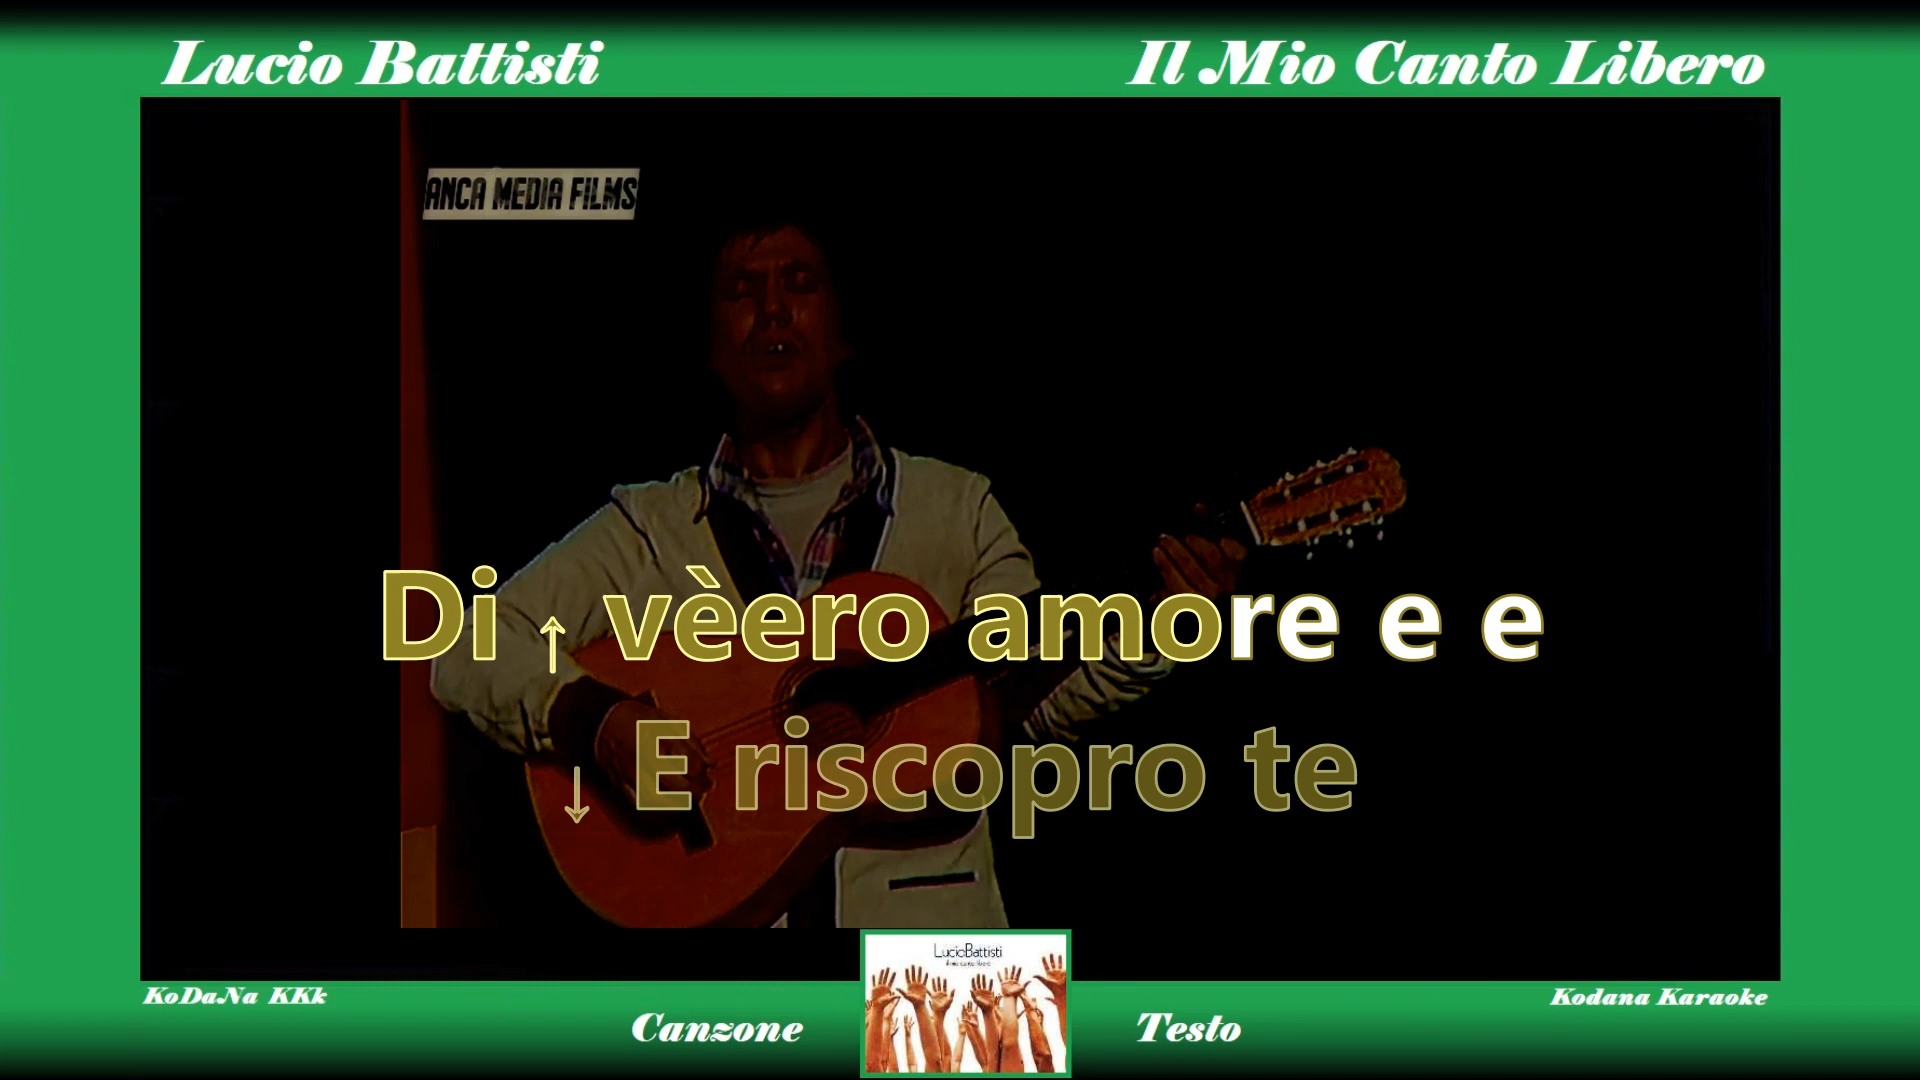 Lucio Battisti
Il Mio Canto Libero
ANCA MEDIA FILMS
Di ↑ vèero amore e e
↓ E riscopro te
LucioBattisti
KoDaNa KKk
Kodana Karaoke
Canzone
Testo